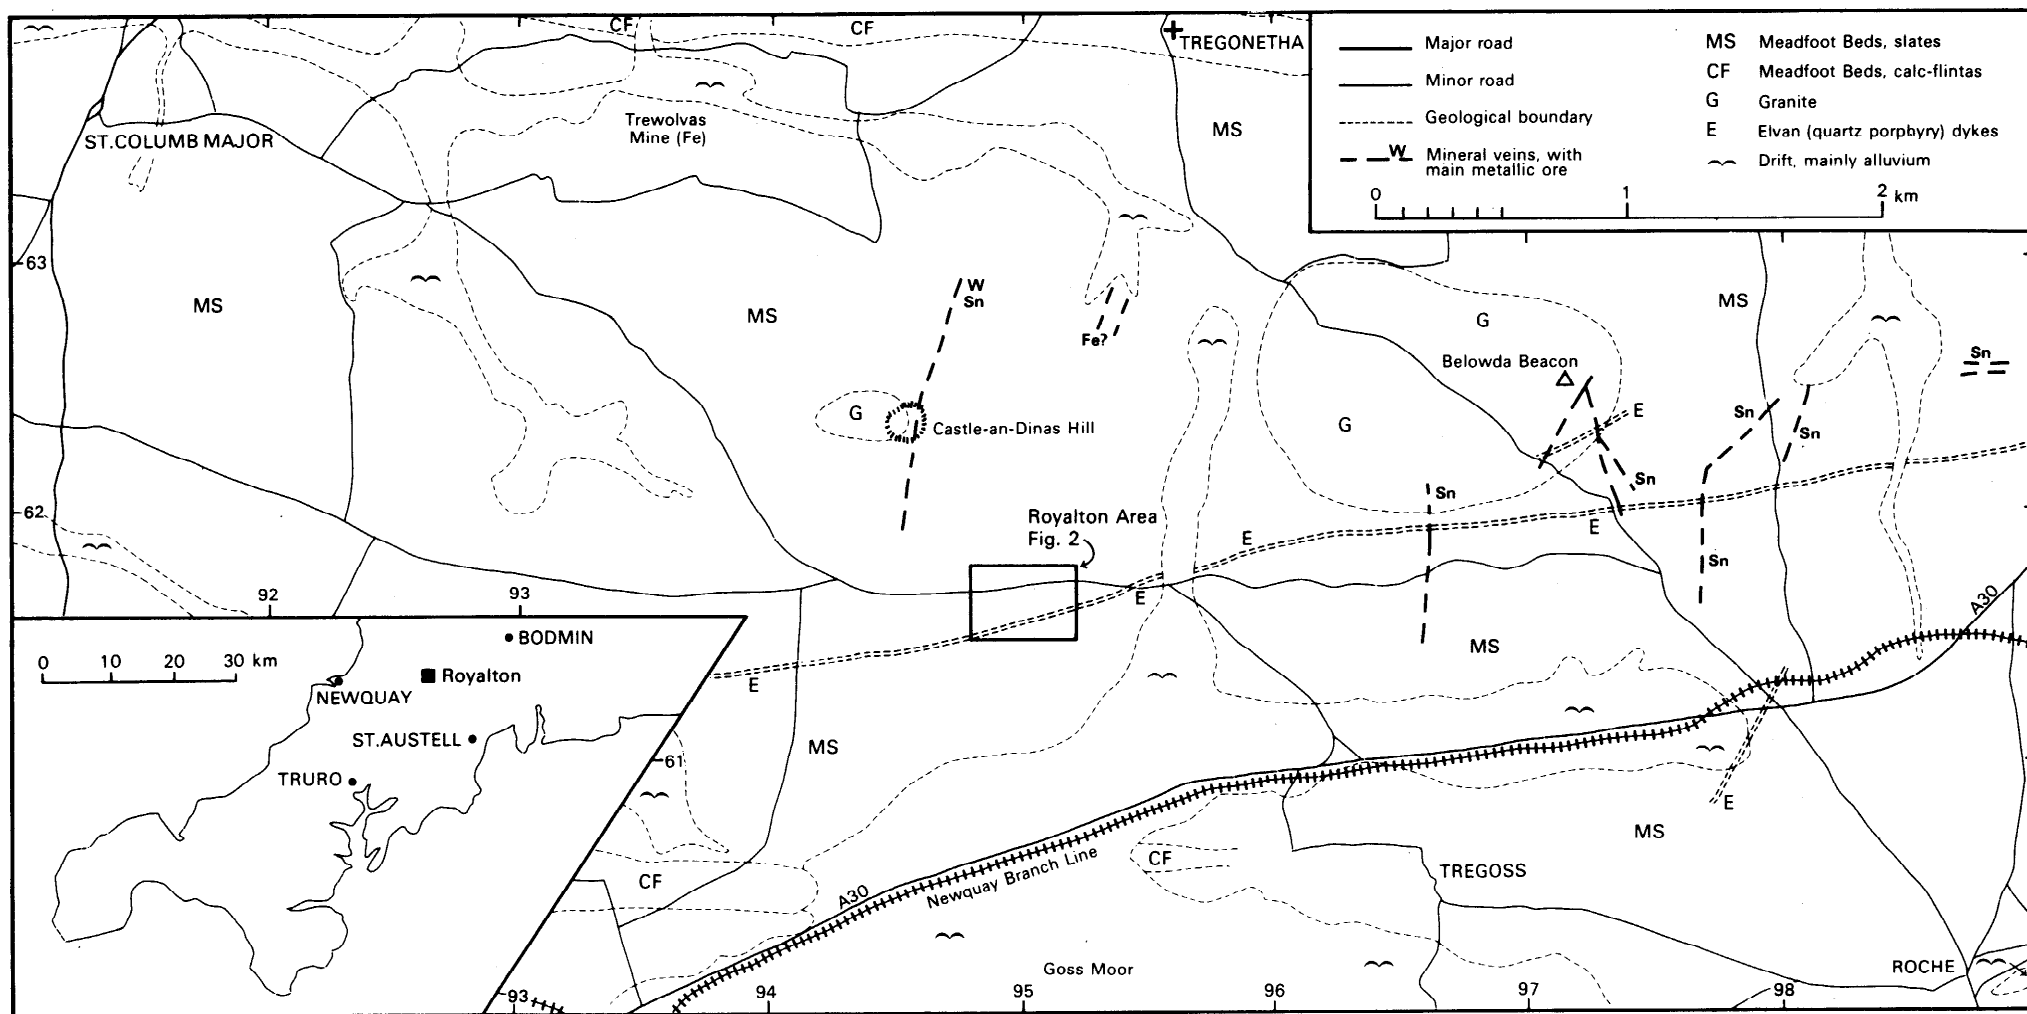 CF
CF
TREGONETHA
Major road
MS Meadfoot Beds, slates
Minor road
CF Meadfoot Beds, calc-flintas
G Granite
Geological boundary
E Elvan (quartz porphyry) dykes
W
Mineral veins, with
main metallic ore
Drift, mainly alluvium
0 1 2 km
ST.COLUMB MAJOR
Trewolvas
Mine (Fe)
MS
63
MS
MS
W
Sn
Fe?
G
MS
Belowda Beacon
Sn
G
Castle-an-Dinas Hill
G
E
Sn
Sn
Sn
Sn
62
Royalton Area
Fig. 2
E
E
Sn
92
93
E
A30
MS
E
0 10 20 30 km
BODMIN
Royalton
NEWQUAY
ST.AUSTELL
TRURO
MS
61
E
MS
CF
CF
TREGOSS
A30
Newquay Branch Line
Goss Moor
ROCHE
93
94
95
96
97
98